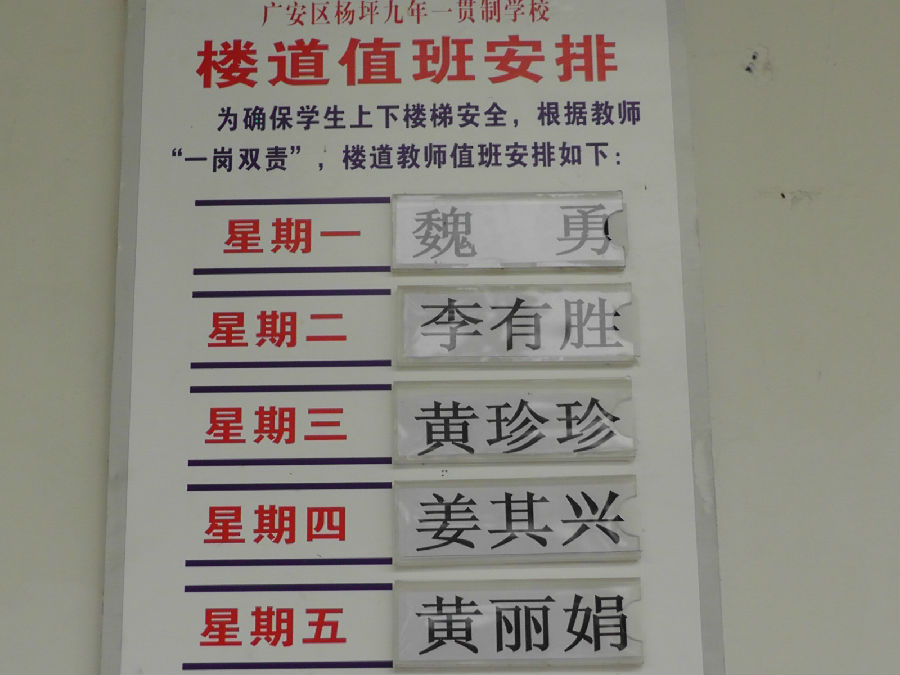 广安区杨坪九年一贯制学校
楼道值班安排
为确保学生上下楼梯安全，根据教师
“一岗双责”，楼道教师值班安排如下：
星期一 魏 勇
星期二 李有胜
星期三 黄珍珍
星期四 姜其兴
星期五 黄丽娟